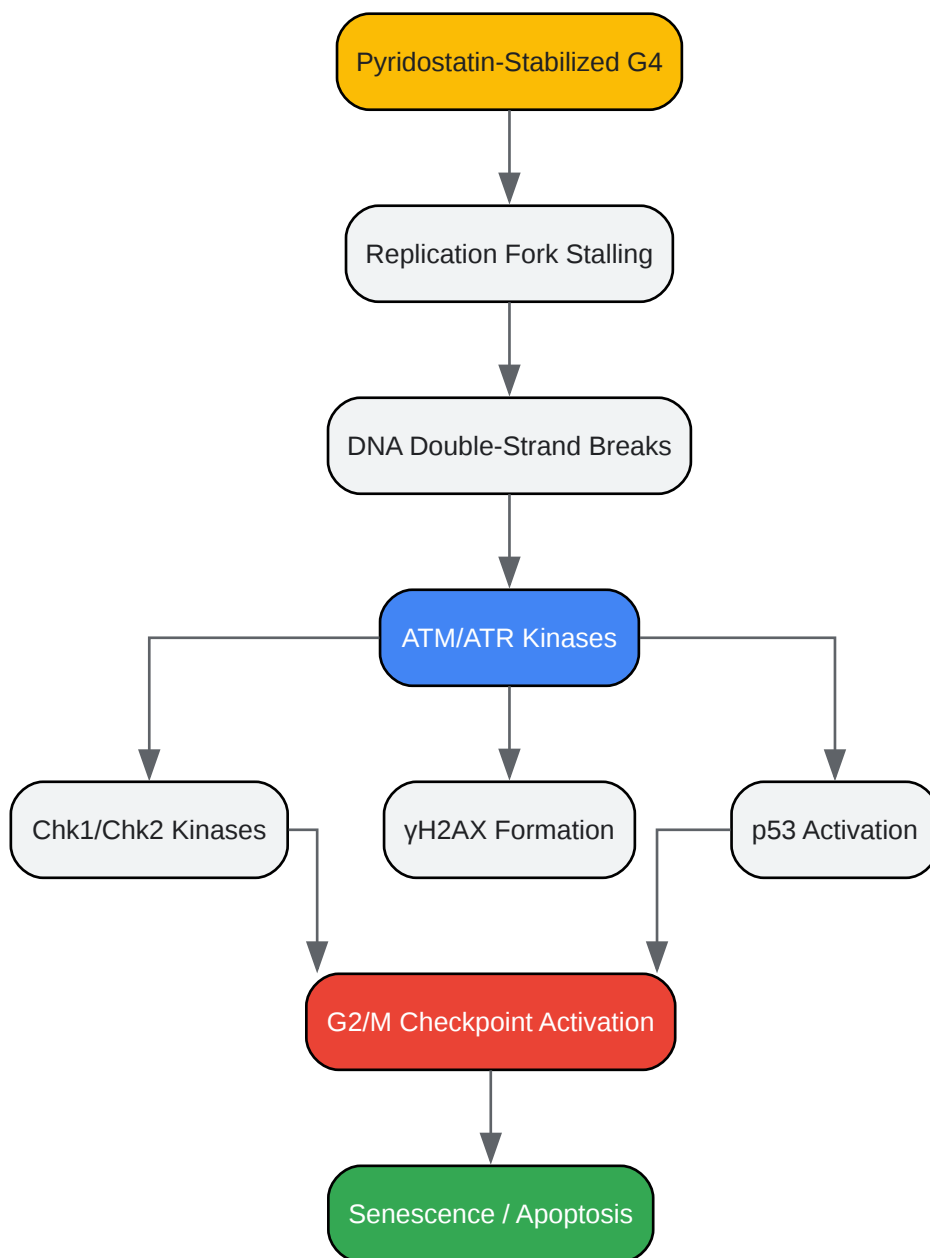 Pyridostatin-Stabilized G4
Replication Fork Stalling
DNA Double-Strand Breaks
ATM/ATR Kinases
Chk1/Chk2 Kinases
γH2AX Formation
p53 Activation
G2/M Checkpoint Activation
Senescence / Apoptosis